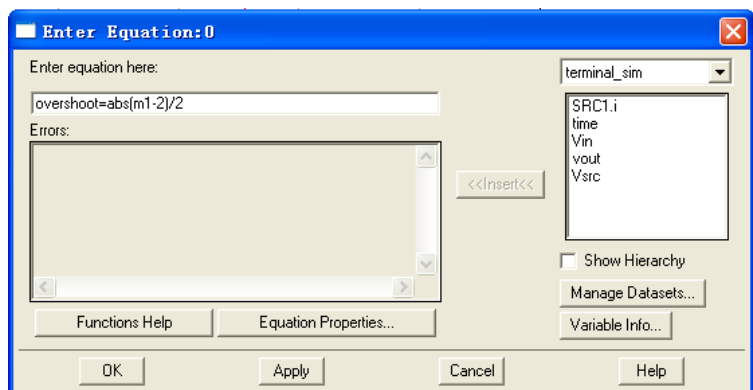 Enter Equation:0
Enter equation here:
terminal_sim
overshoot=abs(m1-2)/2
SRC1.i
time
Vin
vout
Vsrc
Errors:
<<Insert<<
Show Hierarchy
Manage Datasets...
Functions Help
Equation Properties...
Variable Info...
OK
Apply
Cancel
Help